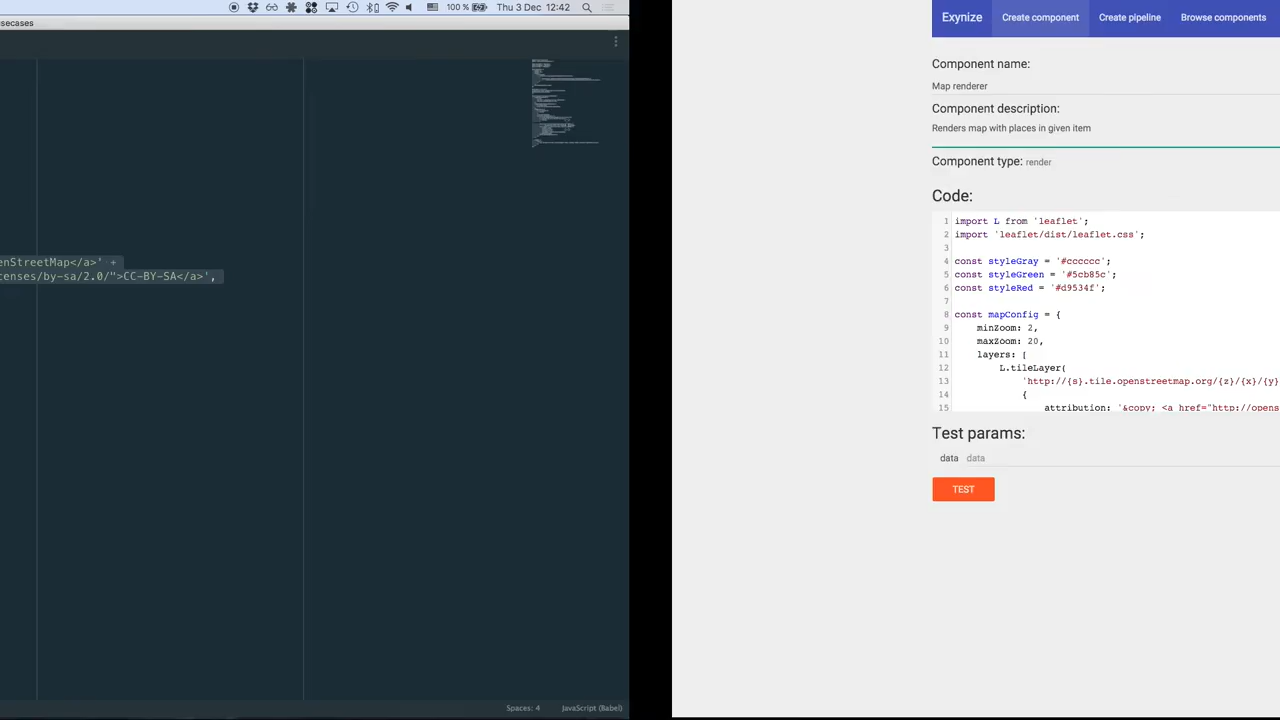 100 % Thu 3 Dec 12:42
secases
enStreetMap</a>' +
censes/by-sa/2.0/">CC-BY-SA</a>',
Spaces: 4 JavaScript (Babel)
Exynize Create component Create pipeline Browse components
Component name:
Map renderer
Component description:
Renders map with places in given item
Component type: render
Code:
1 import L from 'leaflet';
2 import 'leaflet/dist/leaflet.css';
3
4 const styleGray = '#cccccc';
5 const styleGreen = '#5cb85c';
6 const styleRed = '#d9534f';
7
8 const mapConfig = {
9 minZoom: 2,
10 maxZoom: 20,
11 layers: [
12 L.tileLayer(
13 'http://{s}.tile.openstreetmap.org/{z}/{x}/{y}
14 {
15 attribution: '&copy; <a href="http://opens
Test params:
data data
TEST